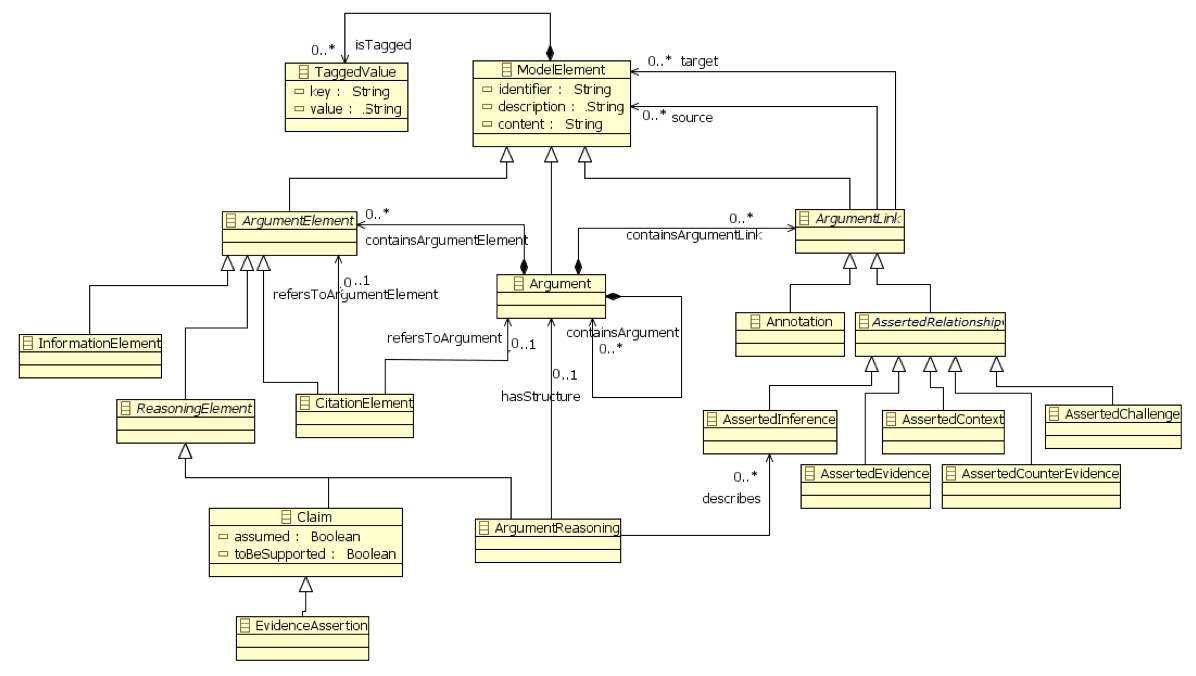 0..* isTagged
TaggedValue
key : String
value : .String
ModelElement
identifier : String
description : .String
content : String
0..* target
0..* source
ArgumentElement
0..*
containsArgumentElement
0..*
containsArgumentLink
ArgumentLink
0..1
refersToArgumentElement
Argument
containsArgument
0..*
refersToArgument
0..1
0..1
hasStructure
InformationElement
ReasoningElement
CitationElement
Annotation
AssertedRelationship
AssertedInference
AssertedContext
AssertedChallenge
AssertedEvidence
AssertedCounterEvidence
0..*
describes
Claim
assumed : Boolean
toBeSupported : Boolean
ArgumentReasoning
EvidenceAssertion